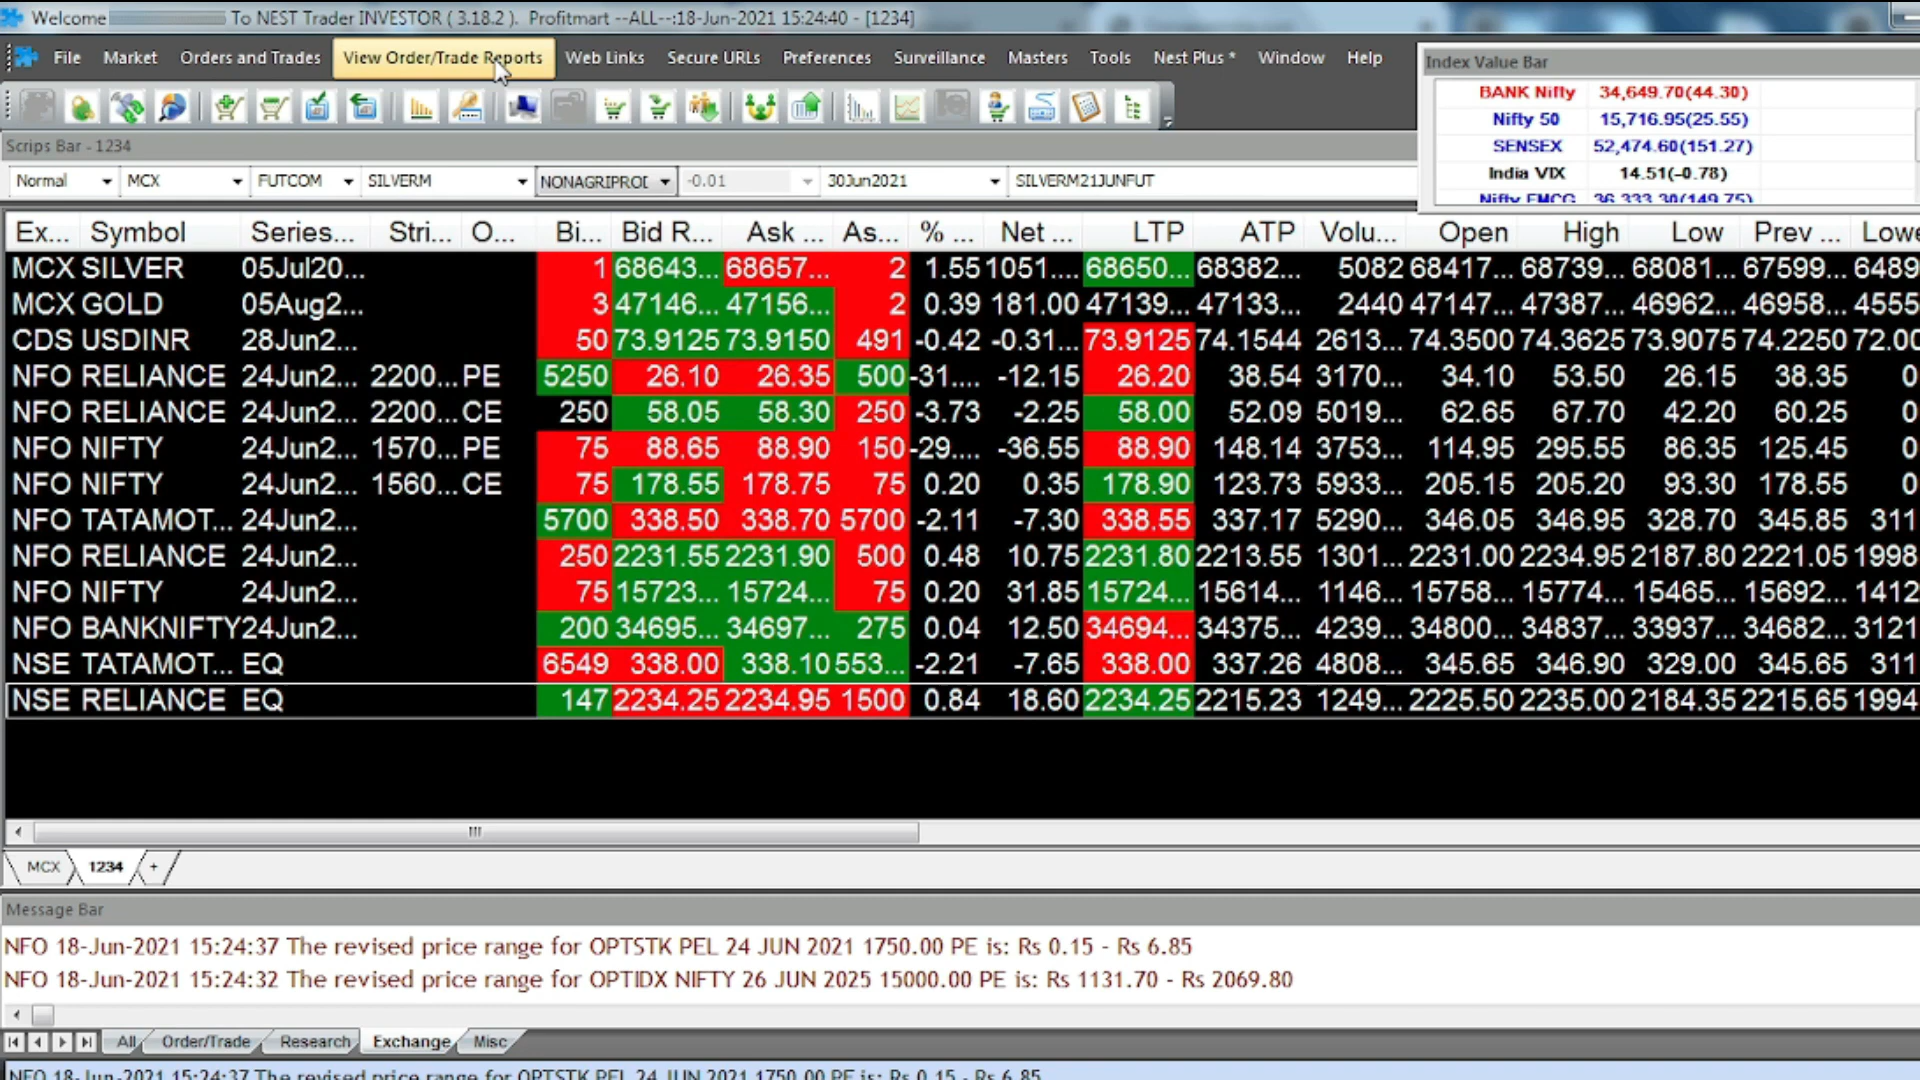 Welcome To NEST Trader INVESTOR ( 3.18.2 ). Profitmart --ALL--:18-Jun-2021 15:24:40 - [1234]
File Market Orders and Trades View Order/Trade Reports Web Links Secure URLs Preferences Surveillance Masters Tools Nest Plus * Window Help
Index Value Bar
BANK Nifty 34,649.70(44.30)
Nifty 50 15,716.95(25.55)
SENSEX 52,474.60(151.27)
India VIX 14.51(-0.78)
Nifty FMCG 36,333.30(149.75)
Scrips Bar - 1234
Normal MCX FUTCOM SILVERM NONAGRIPROI -0.01 30Jun2021 SILVERM21JUNFUT
Ex... Symbol Series... Stri... O... Bi... Bid R... Ask ... As... % ... Net ... LTP ATP Volu... Open High Low Prev ... Lowe
MCX SILVER 05Jul20... 1 68643... 68657... 2 1.55 1051.... 68650... 68382... 5082 68417... 68739... 68081... 67599... 6489
MCX GOLD 05Aug2... 3 47146... 47156... 2 0.39 181.00 47139... 47133... 2440 47147... 47387... 46962... 46958... 4555
CDS USDINR 28Jun2... 50 73.9125 73.9150 491 -0.42 -0.31... 73.9125 74.1544 2613... 74.3500 74.3625 73.9075 74.2250 72.00
NFO RELIANCE 24Jun2... 2200... PE 5250 26.10 26.35 500 -31.... -12.15 26.20 38.54 3170... 34.10 53.50 26.15 38.35 0
NFO RELIANCE 24Jun2... 2200... CE 250 58.05 58.30 250 -3.73 -2.25 58.00 52.09 5019... 62.65 67.70 42.20 60.25 0
NFO NIFTY 24Jun2... 1570... PE 75 88.65 88.90 150 -29.... -36.55 88.90 148.14 3753... 114.95 295.55 86.35 125.45 0
NFO NIFTY 24Jun2... 1560... CE 75 178.55 178.75 75 0.20 0.35 178.90 123.73 5933... 205.15 205.20 93.30 178.55 0
NFO TATAMOT... 24Jun2... 5700 338.50 338.70 5700 -2.11 -7.30 338.55 337.17 5290... 346.05 346.95 328.70 345.85 311
NFO RELIANCE 24Jun2... 250 2231.55 2231.90 500 0.48 10.75 2231.80 2213.55 1301... 2231.00 2234.95 2187.80 2221.05 1998
NFO NIFTY 24Jun2... 75 15723... 15724... 75 0.20 31.85 15724... 15614... 1146... 15758... 15774... 15465... 15692... 1412
NFO BANKNIFTY 24Jun2... 200 34695... 34697... 275 0.04 12.50 34694... 34375... 4239... 34800... 34837... 33937... 34682... 3121
NSE TATAMOT... EQ 6549 338.00 338.10 553... -2.21 -7.65 338.00 337.26 4808... 345.65 346.90 329.00 345.65 311
NSE RELIANCE EQ 147 2234.25 2234.95 1500 0.84 18.60 2234.25 2215.23 1249... 2225.50 2235.00 2184.35 2215.65 1994
MCX 1234 +
Message Bar
NFO 18-Jun-2021 15:24:37 The revised price range for OPTSTK PEL 24 JUN 2021 1750.00 PE is: Rs 0.15 - Rs 6.85
NFO 18-Jun-2021 15:24:32 The revised price range for OPTIDX NIFTY 26 JUN 2025 15000.00 PE is: Rs 1131.70 - Rs 2069.80
All Order/Trade Research Exchange Misc
NFO 18-Jun-2021 15:24:37 The revised price range for OPTSTK PEL 24 JUN 2021 1750.00 PE is: Rs 0.15 - Rs 6.85